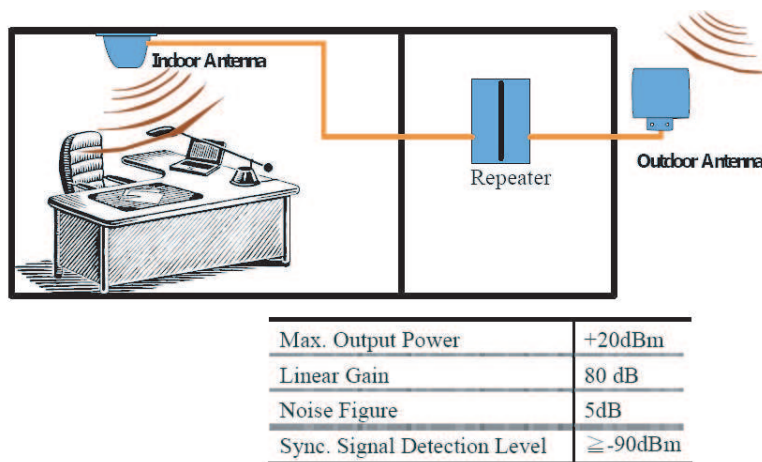 Indoor Antenna
Repeater
Outdoor Antenna
Max. Output Power +20dBm
Linear Gain 80 dB
Noise Figure 5dB
Sync. Signal Detection Level ≧-90dBm